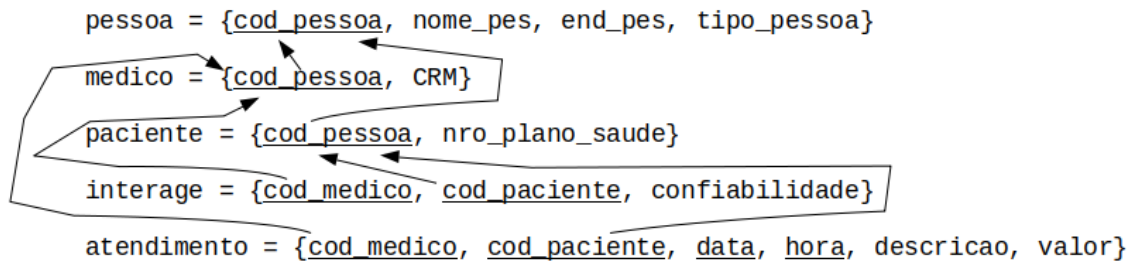 pessoa = {cod_pessoa, nome_pes, end_pes, tipo_pessoa}
medico = {cod_pessoa, CRM}
paciente = {cod_pessoa, nro_plano_saude}
interage = {cod_medico, cod_paciente, confiabilidade}
atendimento = {cod_medico, cod_paciente, data, hora, descricao, valor}